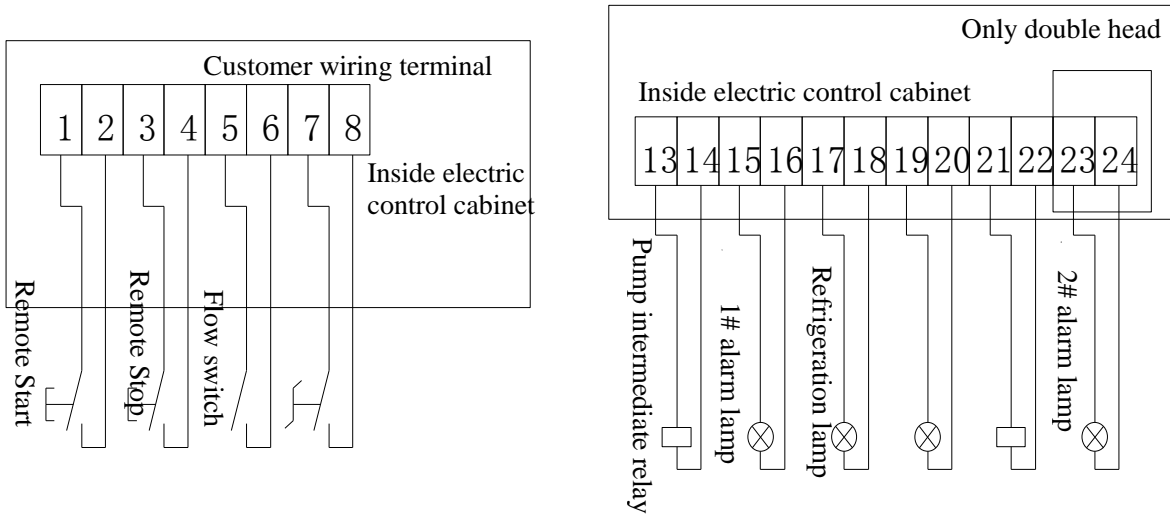 Customer wiring terminal
1 2 3 4 5 6 7 8
Inside electric
control cabinet
Remote Start
Remote Stop
Flow switch
Only double head
Inside electric control cabinet
13 14 15 16 17 18 19 20 21 22 23 24
Pump intermediate relay
1# alarm lamp
Refrigeration lamp
2# alarm lamp